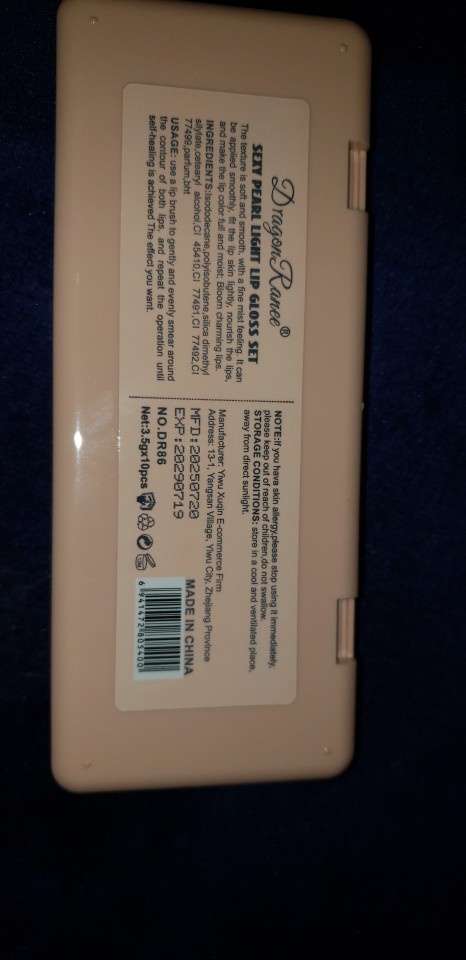 DragonRanee®
SEXY PEARL LIGHT LIP GLOSS SET
The texture is soft and smooth, with a fine mist feeling. It can
be applied smoothly, fit the lip skin lightly, nourish the lips,
and make the lip color full and moist; Bloom charming lips.
INGREDIENTS:Isododecane,polyisobutene,silica dimethyl
silylate,cetearyl alcohol,CI 45410,CI 77491,CI 77492,CI
77499,parfum,bht
USAGE: use a lip brush to gently and evenly smear around
the contour of both lips, and repeat the operation until
self-healing is achieved The effect you want.
NOTE:If you have skin allergy,please stop using it immediately,
please keep out of reach of children,do not swallow.
STORAGE CONDITIONS: store in a cool and ventilated place,
away from direct sunlight.
Manufacturer: Yiwu Xuqin E-commerce Firm
Address: 13-1, Yangsan Village, Yiwu City, Zhejiang Province
MFD:20250720
EXP:20290719
MADE IN CHINA
NO.DR86
Net:3.5gx10pcs
6 941472 805400